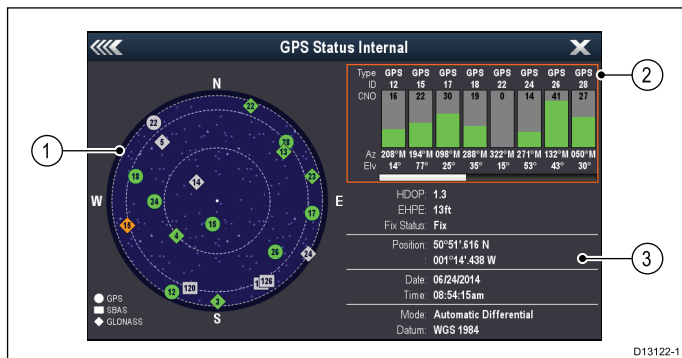 GPS Status Internal
N
W
E
S
22
22
5
28
13
18
14
23
24
17
15
15
4
26
24
120
126
12
3
GPS
SBAS
GLONASS
Type GPS GPS GPS GPS GPS GPS GPS GPS
ID 12 15 17 18 22 24 26 28
CNO 16 22 30 19 0 14 41 27
Az 208°M 194°M 098°M 288°M 322°M 271°M 132°M 050°M
Elv 14° 77° 25° 35° 15° 53° 43° 30°
HDOP: 1.3
EHPE: 13ft
Fix Status: Fix
Position: 50°51'.616 N
: 001°14'.438 W
Date: 06/24/2014
Time: 08:54:15am
Mode: Automatic Differential
Datum: WGS 1984
1
2
3
D13122-1